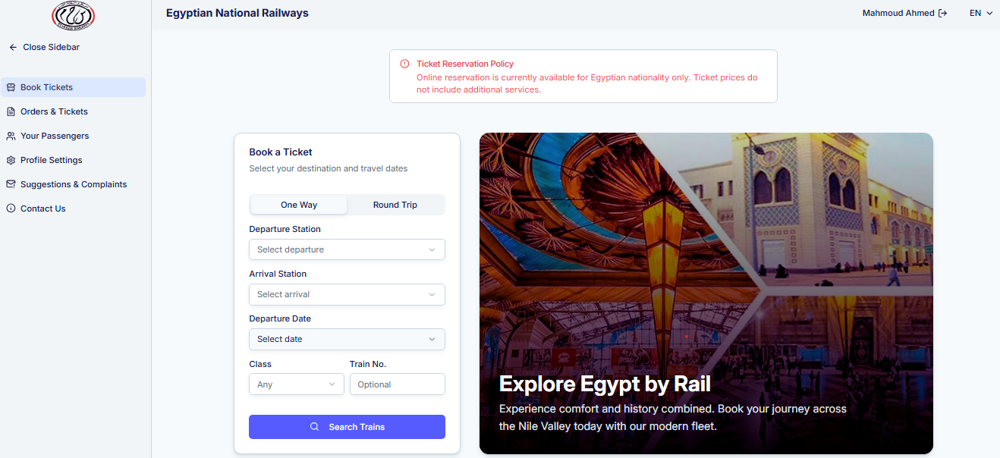 Egyptian National Railways
Mahmoud Ahmed
EN
Close Sidebar
Book Tickets
Orders & Tickets
Your Passengers
Profile Settings
Suggestions & Complaints
Contact Us
Ticket Reservation Policy
Online reservation is currently available for Egyptian nationality only. Ticket prices do
not include additional services.
Book a Ticket
Select your destination and travel dates
One Way
Round Trip
Departure Station
Select departure
Arrival Station
Select arrival
Departure Date
Select date
Class
Train No.
Any
Optional
Search Trains
Explore Egypt by Rail
Experience comfort and history combined. Book your journey across
the Nile Valley today with our modern fleet.